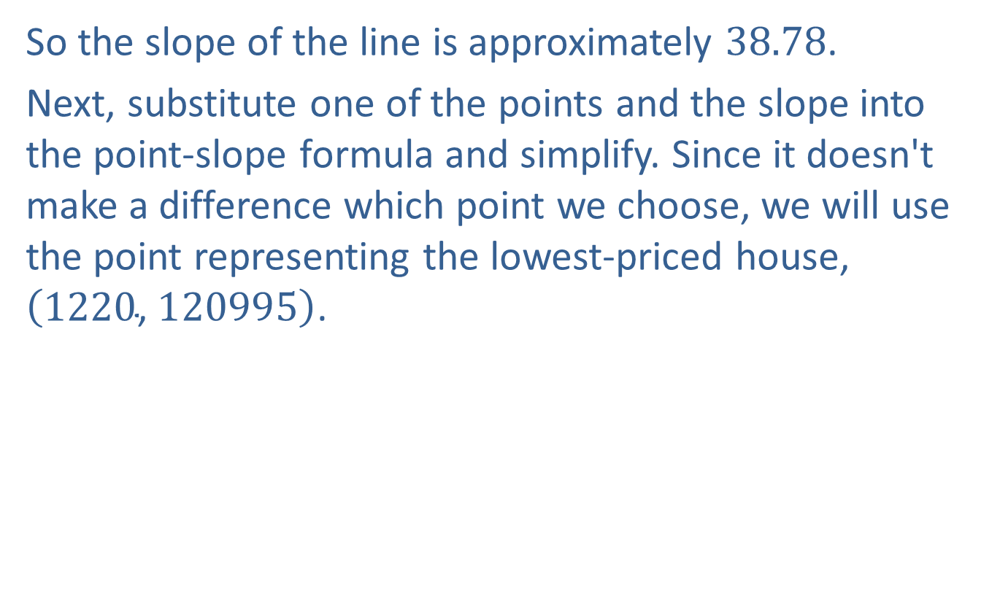 So the slope of the line is approximately 38.78.
Next, substitute one of the points and the slope into
the point-slope formula and simplify. Since it doesn't
make a difference which point we choose, we will use
the point representing the lowest-priced house,
(1220., 120995).